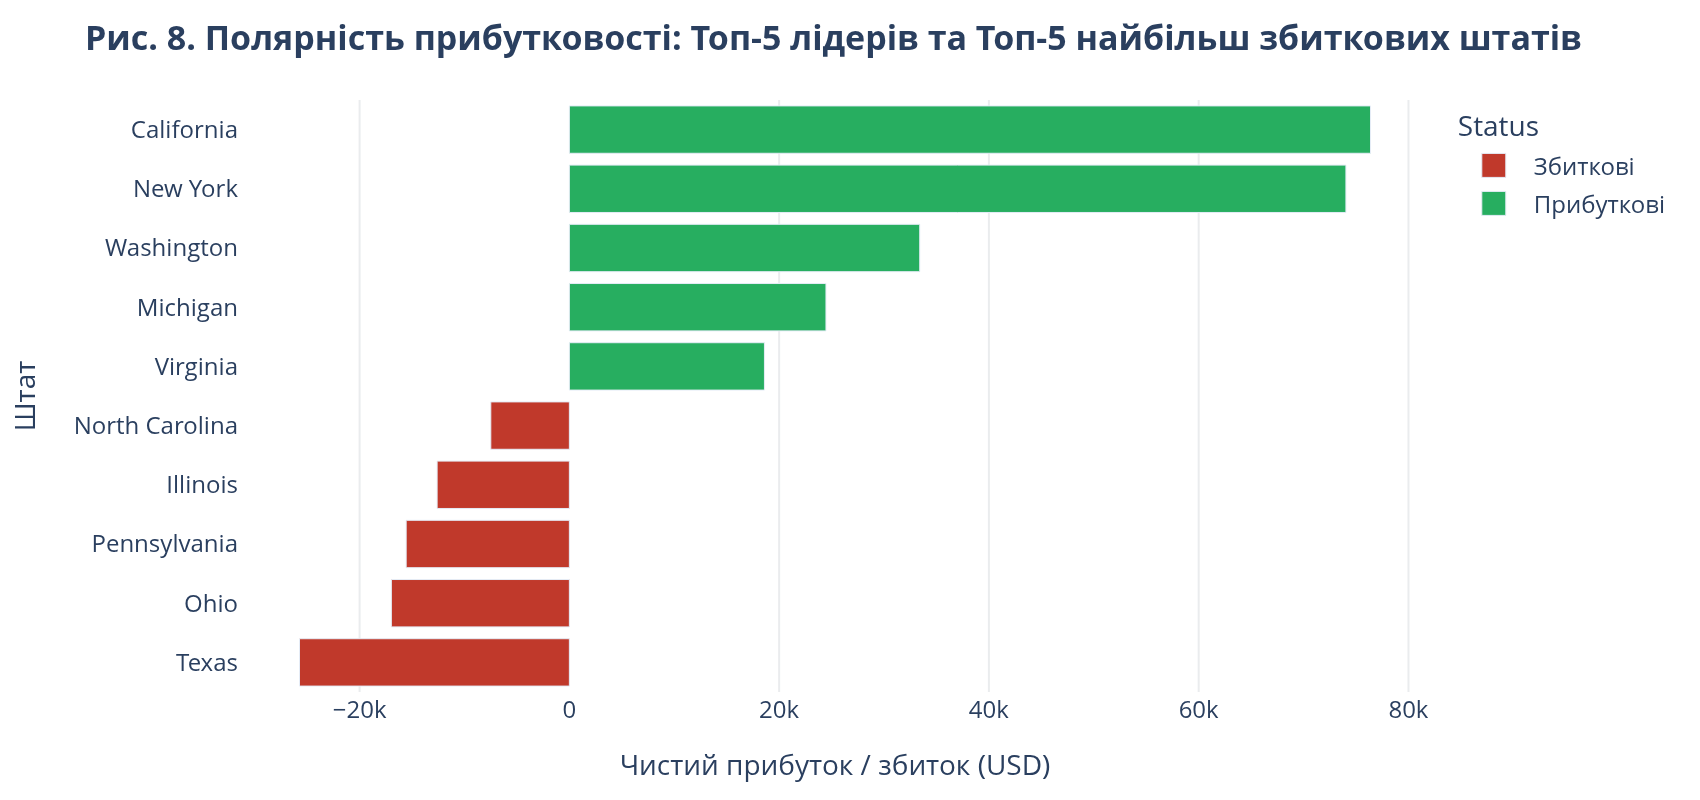 Рис. 8. Полярність прибутковості: Топ-5 лідерів та Топ-5 найбільш збиткових штатів
California
New York
Washington
Michigan
Virginia
North Carolina
Illinois
Pennsylvania
Ohio
Texas
Штат
−20k
0
20k
40k
60k
80k
Чистий прибуток / збиток (USD)
Status
Збиткові
Прибуткові